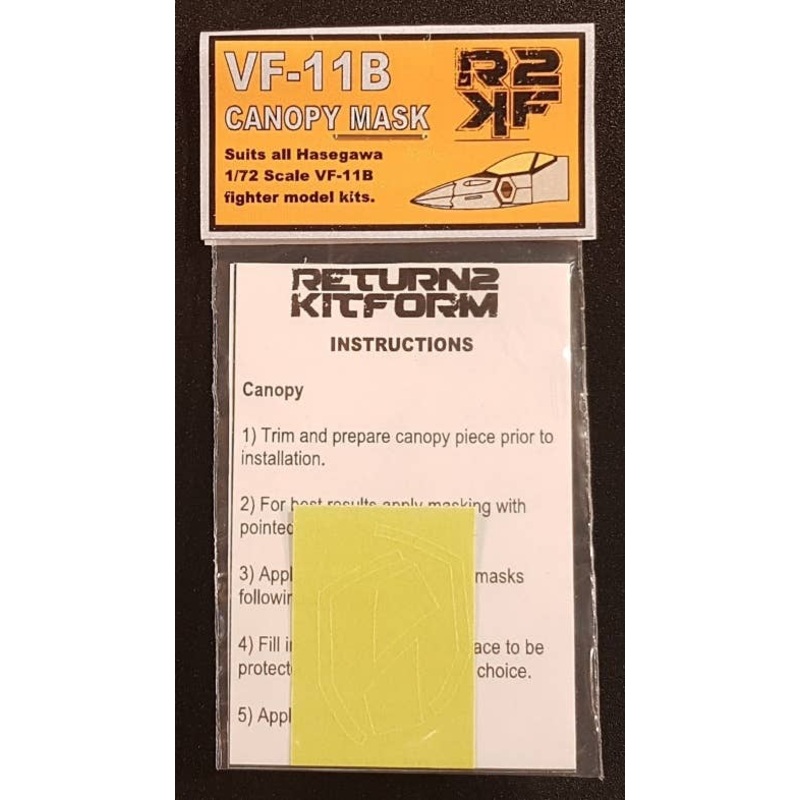 VF-11B
CANOPY MASK
R2
KF
Suits all Hasegawa
1/72 Scale VF-11B
fighter model kits.
RETURN2
KITFORM
INSTRUCTIONS
Canopy
1) Trim and prepare canopy piece prior to
installation.
2) For best results apply masking with
pointed
3) Appl masks
followin
4) Fill i ace to be
protect choice.
5) Appl